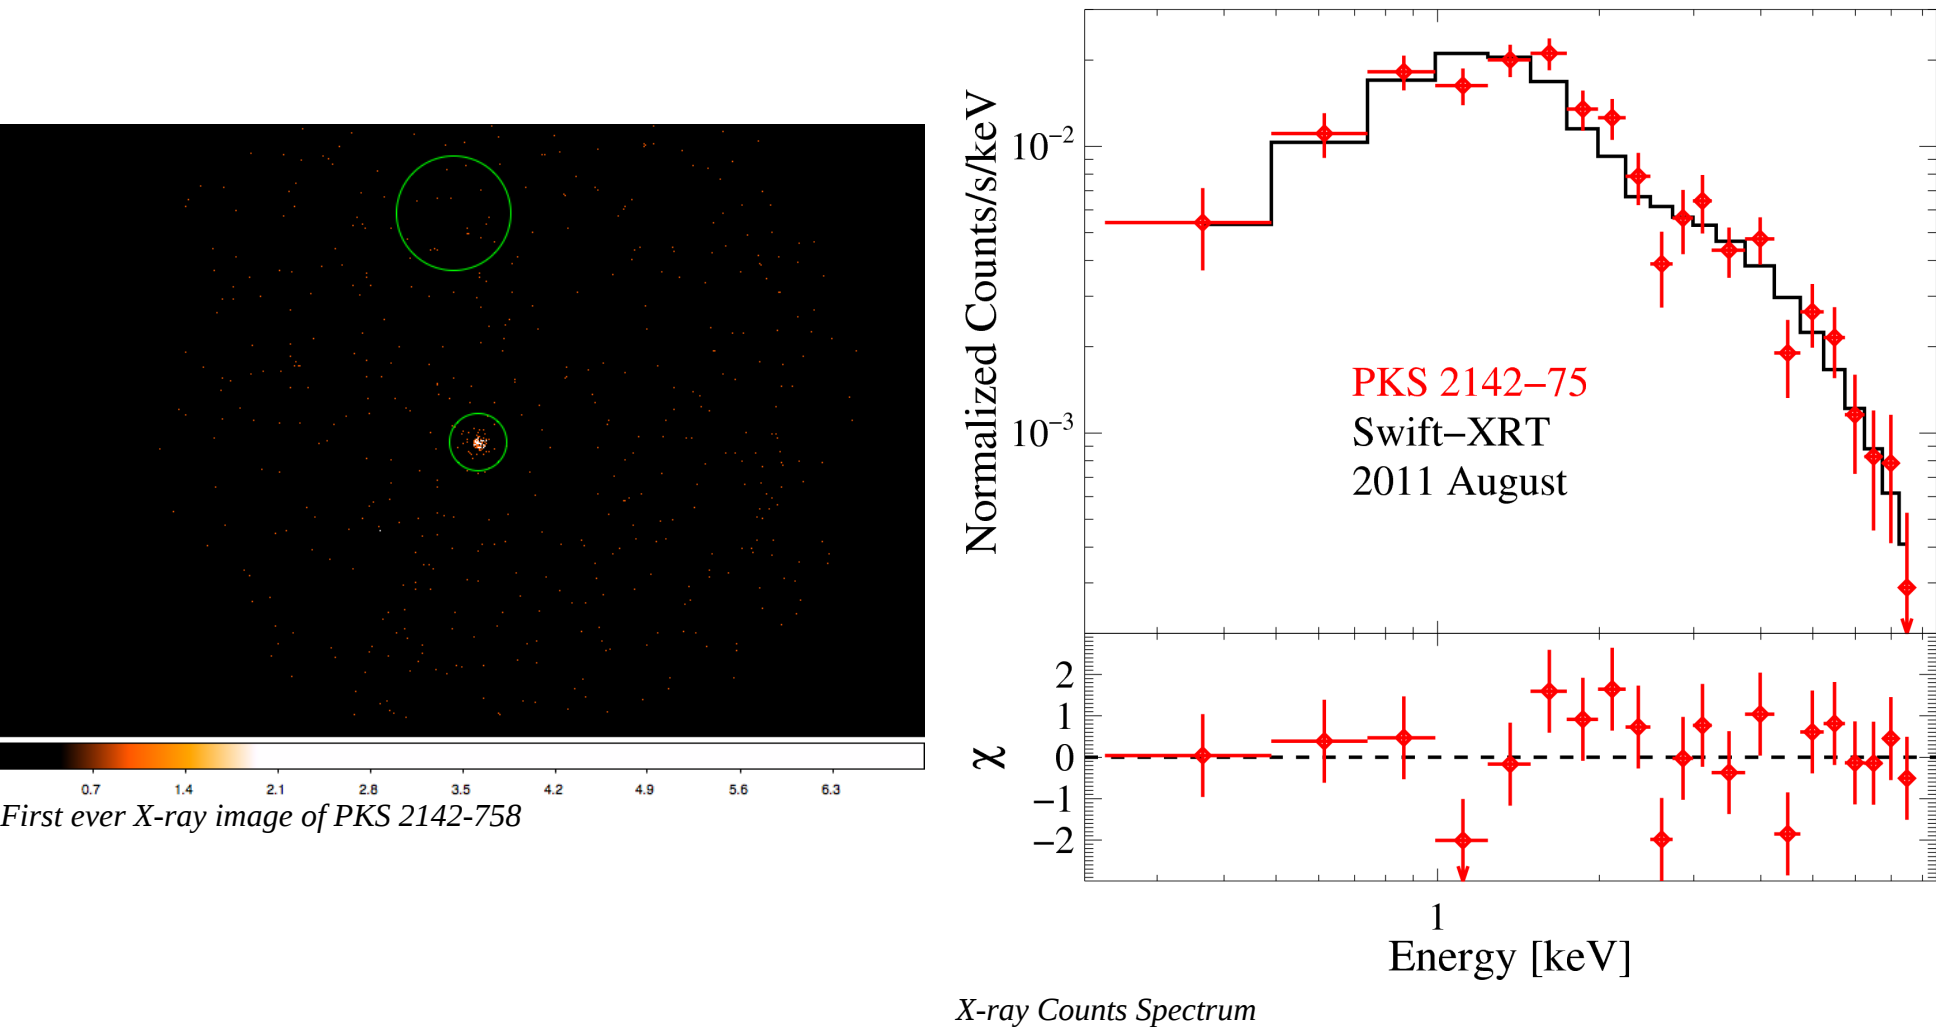 0.7 1.4 2.1 2.8 3.5 4.2 4.9 5.6 6.3
First ever X-ray image of PKS 2142-758
Normalized Counts/s/keV
10−2
10−3
PKS 2142−75
Swift−XRT
2011 August
χ
2
1
0
−1
−2
1
Energy [keV]
X-ray Counts Spectrum